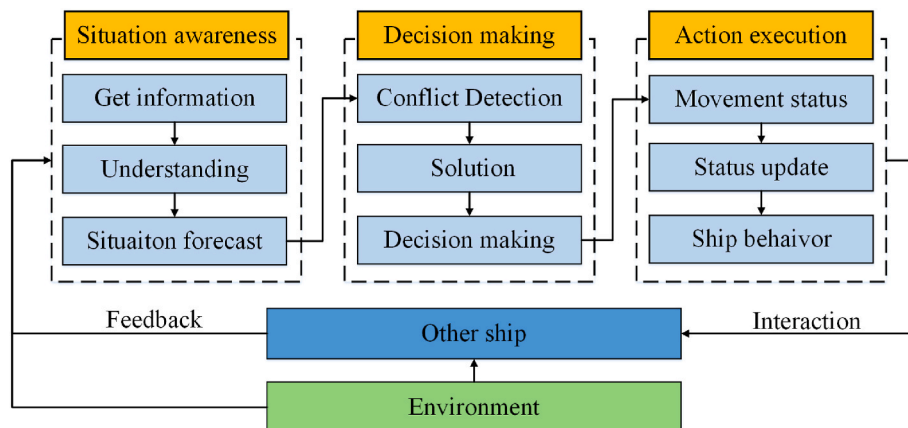 Situation awareness
Decision making
Action execution
Get information
Conflict Detection
Movement status
Understanding
Solution
Status update
Situaiton forecast
Decision making
Ship behaivor
Feedback
Other ship
Interaction
Environment